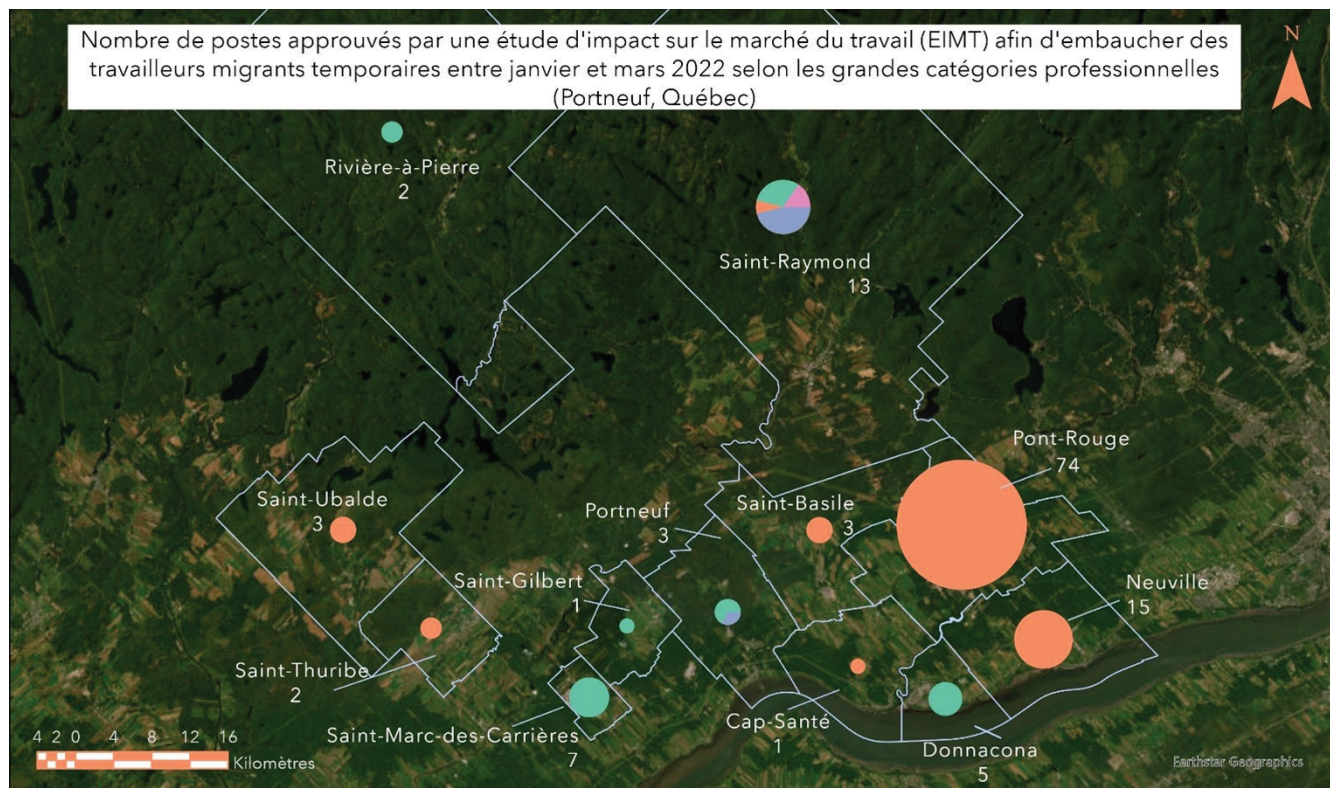 Nombre de postes approuvés par une étude d'impact sur le marché du travail (EIMT) afin d'embaucher des
travailleurs migrants temporaires entre janvier et mars 2022 selon les grandes catégories professionnelles
(Portneuf, Québec)
N
Rivière-à-Pierre
2
Saint-Raymond
13
Pont-Rouge
74
Saint-Ubalde
3
Saint-Basile
3
Portneuf
3
Saint-Gilbert
1
Neuville
15
Saint-Thuribe
2
Saint-Marc-des-Carrières
7
Cap-Santé
1
Donnacona
5
4 2 0 4 8 12 16
Kilomètres
Earthstar Geographics